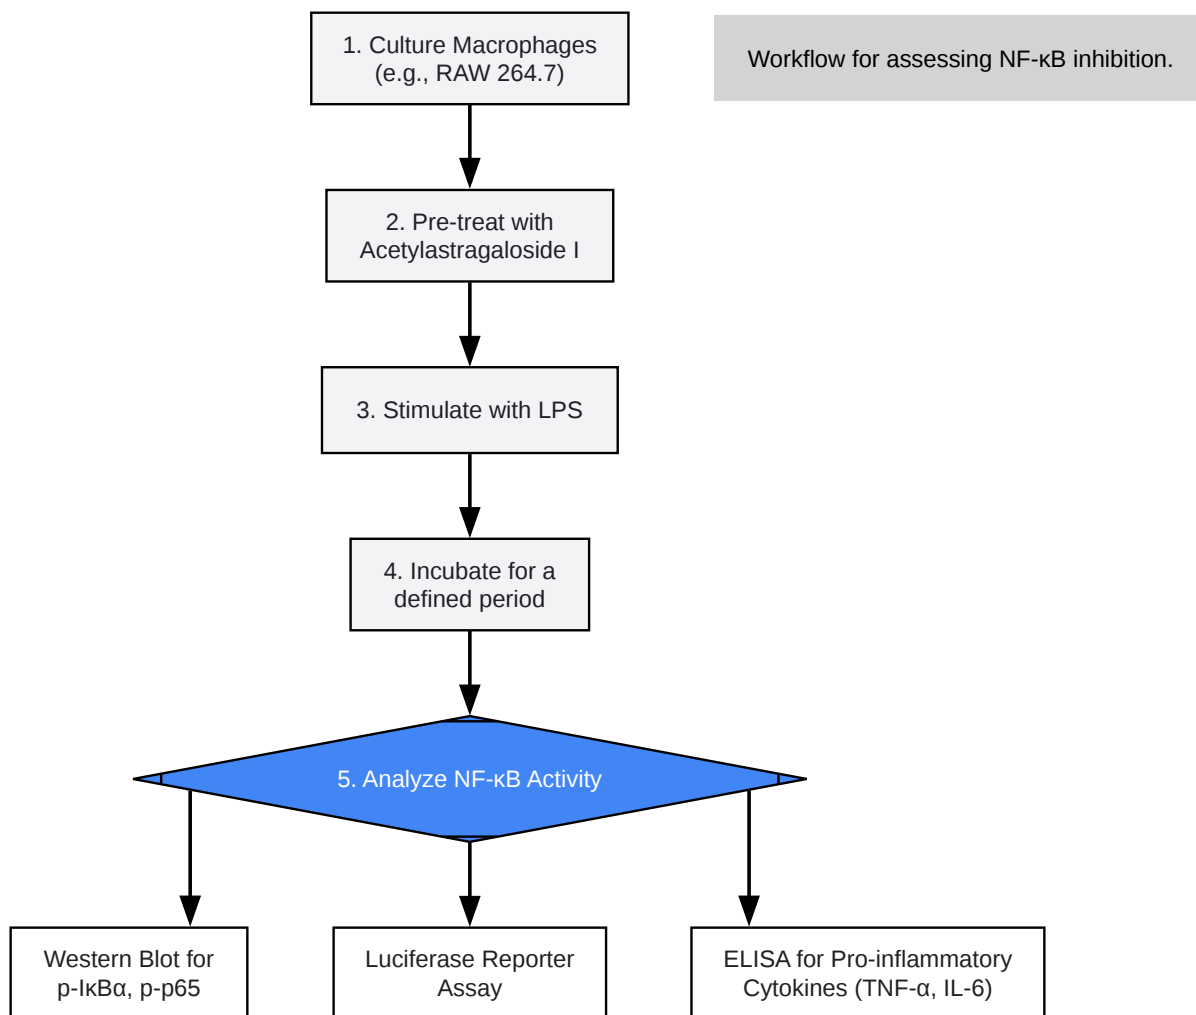 1. Culture Macrophages
(e.g., RAW 264.7)
Workflow for assessing NF-κB inhibition.
2. Pre-treat with
Acetylastragaloside I
3. Stimulate with LPS
4. Incubate for a
defined period
5. Analyze NF-κB Activity
Western Blot for
p-IκBα, p-p65
Luciferase Reporter
Assay
ELISA for Pro-inflammatory
Cytokines (TNF-α, IL-6)